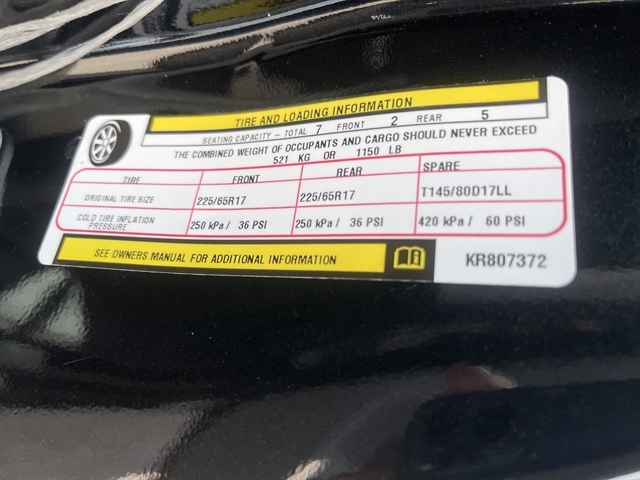 TIRE AND LOADING INFORMATION
SEATING CAPACITY - TOTAL 7 FRONT 2 REAR 5
THE COMBINED WEIGHT OF OCCUPANTS AND CARGO SHOULD NEVER EXCEED
521 KG OR 1150 LB
TIRE FRONT REAR SPARE
ORIGINAL TIRE SIZE 225/65R17 225/65R17 T145/80D17LL
COLD TIRE INFLATION PRESSURE 250 kPa / 36 PSI 250 kPa / 36 PSI 420 kPa / 60 PSI
SEE OWNERS MANUAL FOR ADDITIONAL INFORMATION
KR807372